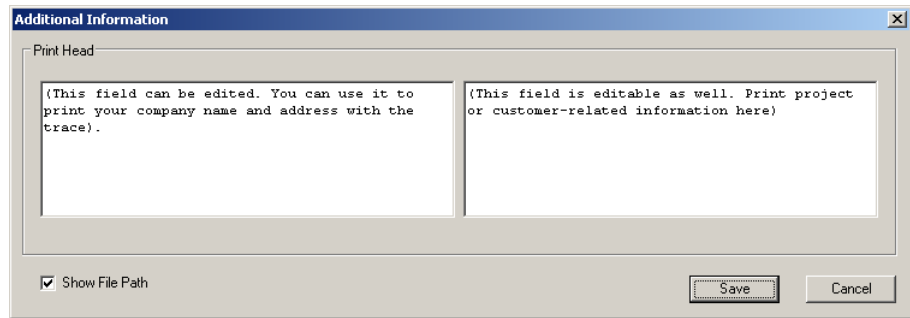 Additional Information
Print Head
(This field can be edited. You can use it to
print your company name and address with the
trace).
(This field is editable as well. Print project
or customer-related information here)
Show File Path
Save
Cancel